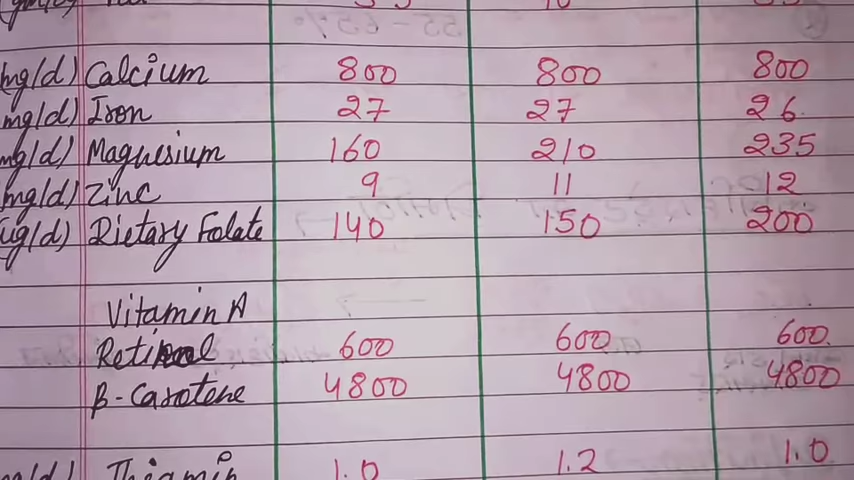 mg/d) Calcium 800 800 800
mg/d) Iron 27 27 26
mg/d) Magnesium 160 210 235
mg/d) Zinc 9 11 12
ug/d) Dietary Folate 140 150 200
Vitamin A
Retinol 600 600 600
β-Carotene 4800 4800 4800
Thiamin 1.0 1.2 1.0